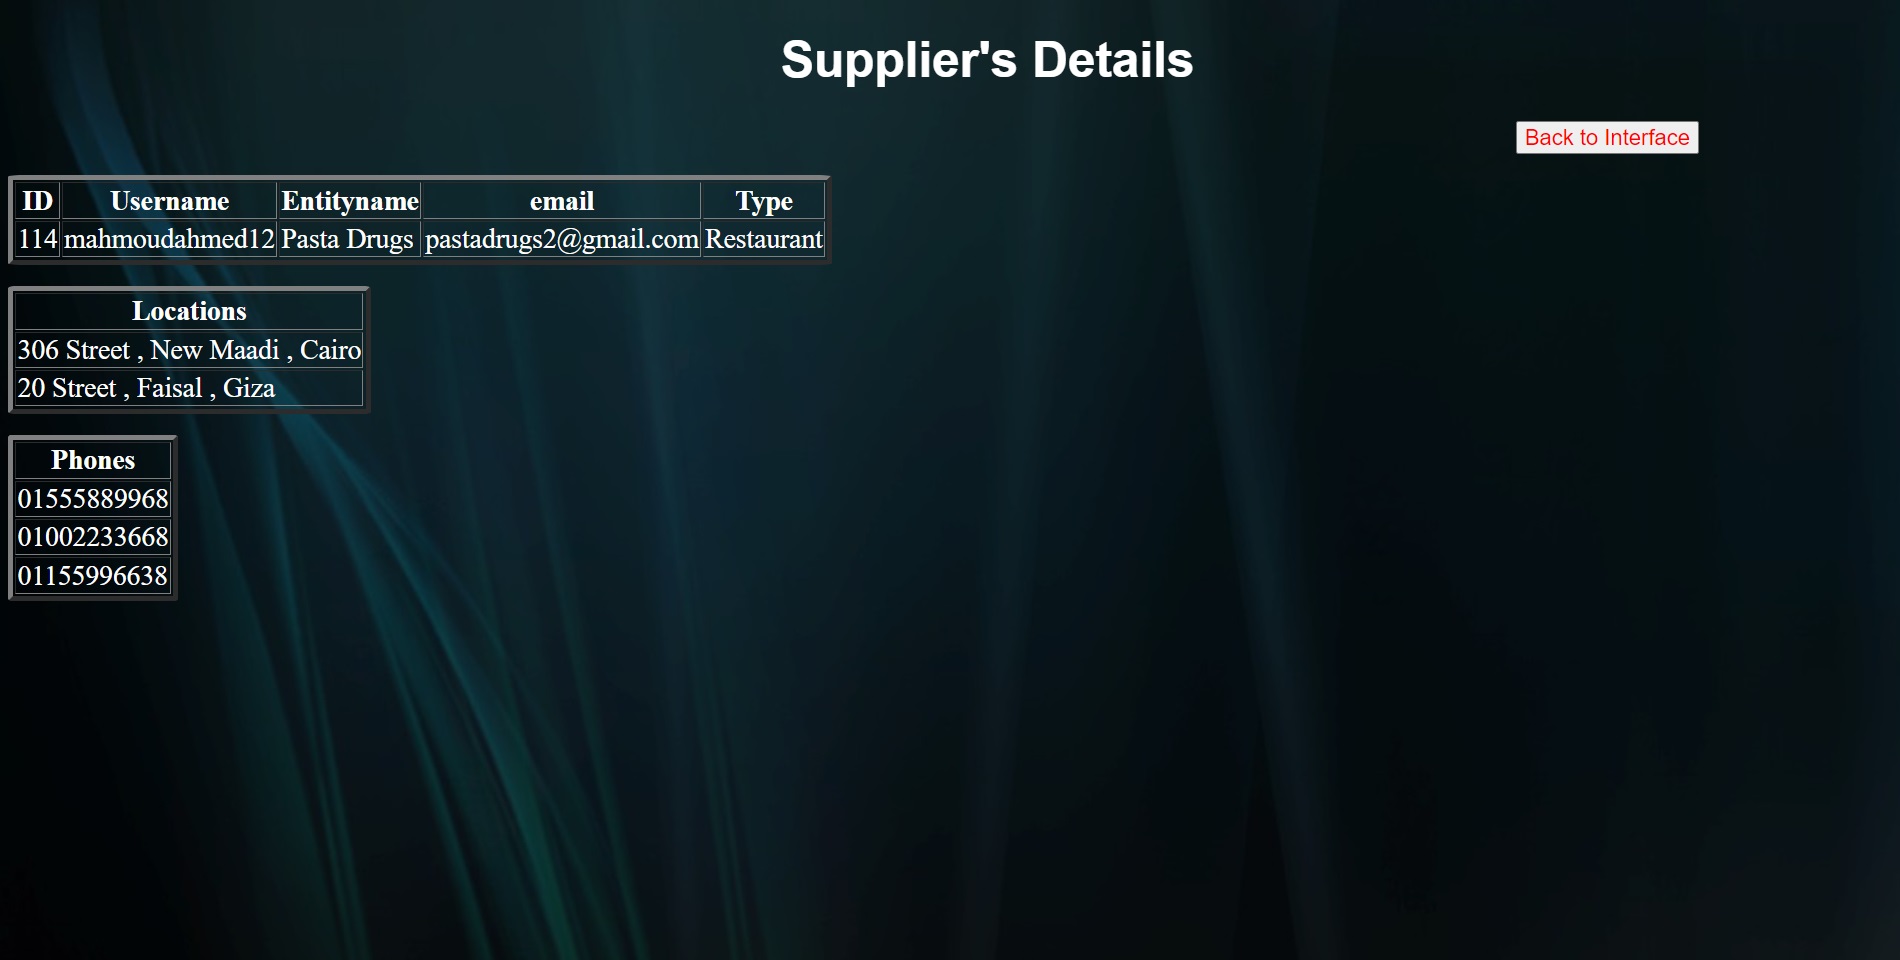 Supplier's Details
Back to Interface
ID Username Entityname email Type
114 mahmoudahmed12 Pasta Drugs pastadrugs2@gmail.com Restaurant
Locations
306 Street , New Maadi , Cairo
20 Street , Faisal , Giza
Phones
01555889968
01002233668
01155996638